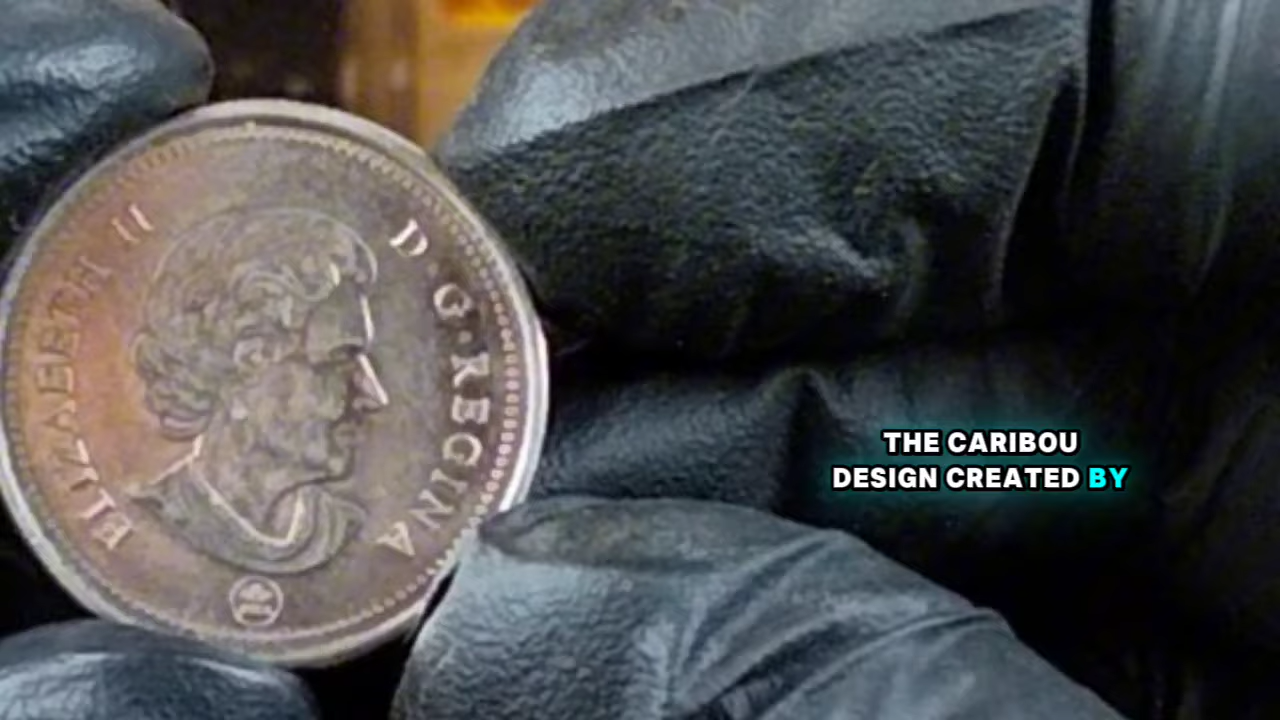 ELIZABETH II
D·G·REGINA
THE CARIBOU
DESIGN CREATED BY